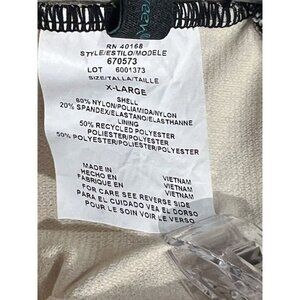 RN 40168
STYLE/ESTILO/MODELE
670573
LOT 6001373
SIZE/TALLA/TAILLE
X-LARGE
SHELL
80% NYLON/POLIAMIDA/NYLON
20% SPANDEX/ELASTANO/ELASTHANNE
LINING
50% RECYCLED POLYESTER
POLIESTER/POLYESTER
50% POLYESTER/POLIESTER/POLYESTER
MADE IN VIETNAM
HECHO EN VIETNAM
FABRIQUE EN VIETNAM
FOR CARE SEE REVERSE SIDE
PARA EL CUIDADO VEA EL DORSO
POUR LE SOIN VOIR AU VERSO